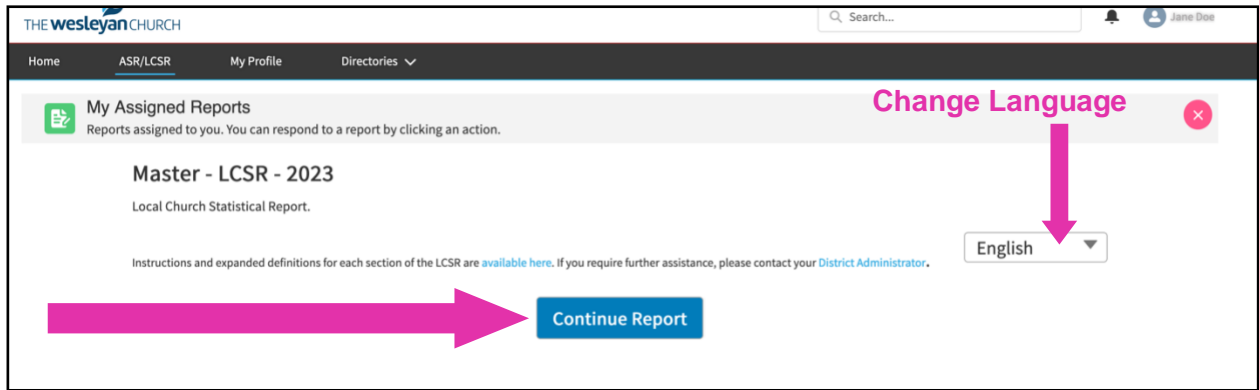 THE wesleyan CHURCH
Search...
Jane Doe
Home ASR/LCSR My Profile Directories
My Assigned Reports
Reports assigned to you. You can respond to a report by clicking an action.
Change Language
Master - LCSR - 2023
Local Church Statistical Report.
English
Instructions and expanded definitions for each section of the LCSR are available here. If you require further assistance, please contact your District Administrator.
Continue Report